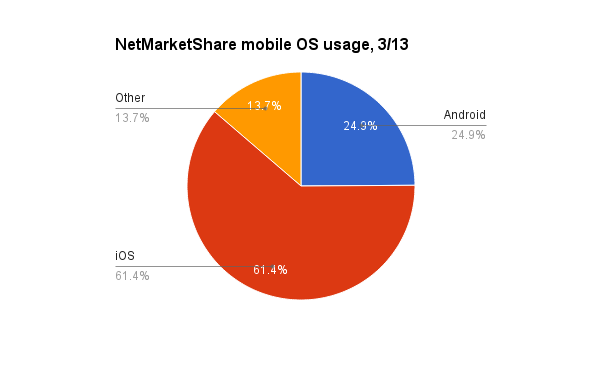 NetMarketShare mobile OS usage, 3/13
Other
13.7%
13.7%
24.9%
Android
24.9%
iOS
61.4%
61.4%